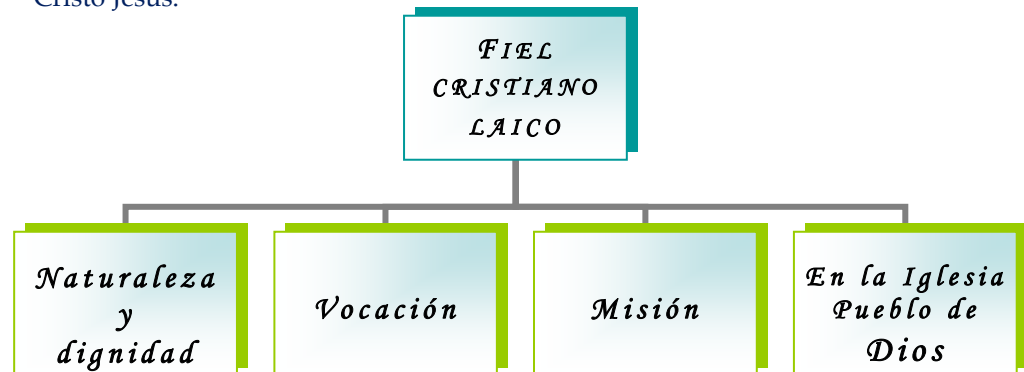 Cristo Jesús.
FIEL
CRISTIANO
LAICO
Naturaleza
y
dignidad
Vocación
Misión
En la Iglesia
Pueblo de
Dios